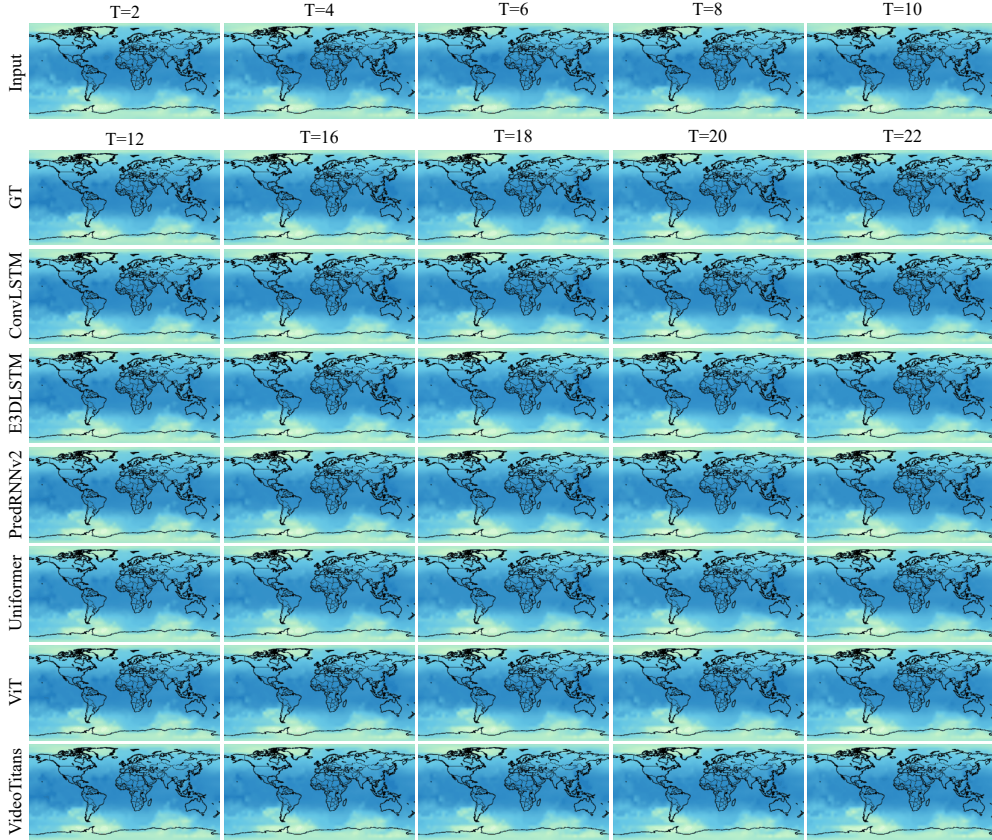 T=2 T=4 T=6 T=8 T=10
Input
T=12 T=16 T=18 T=20 T=22
GT
ConvLSTM
E3DLSTM
PredRNNv2
Uniformer
ViT
VideoTitans